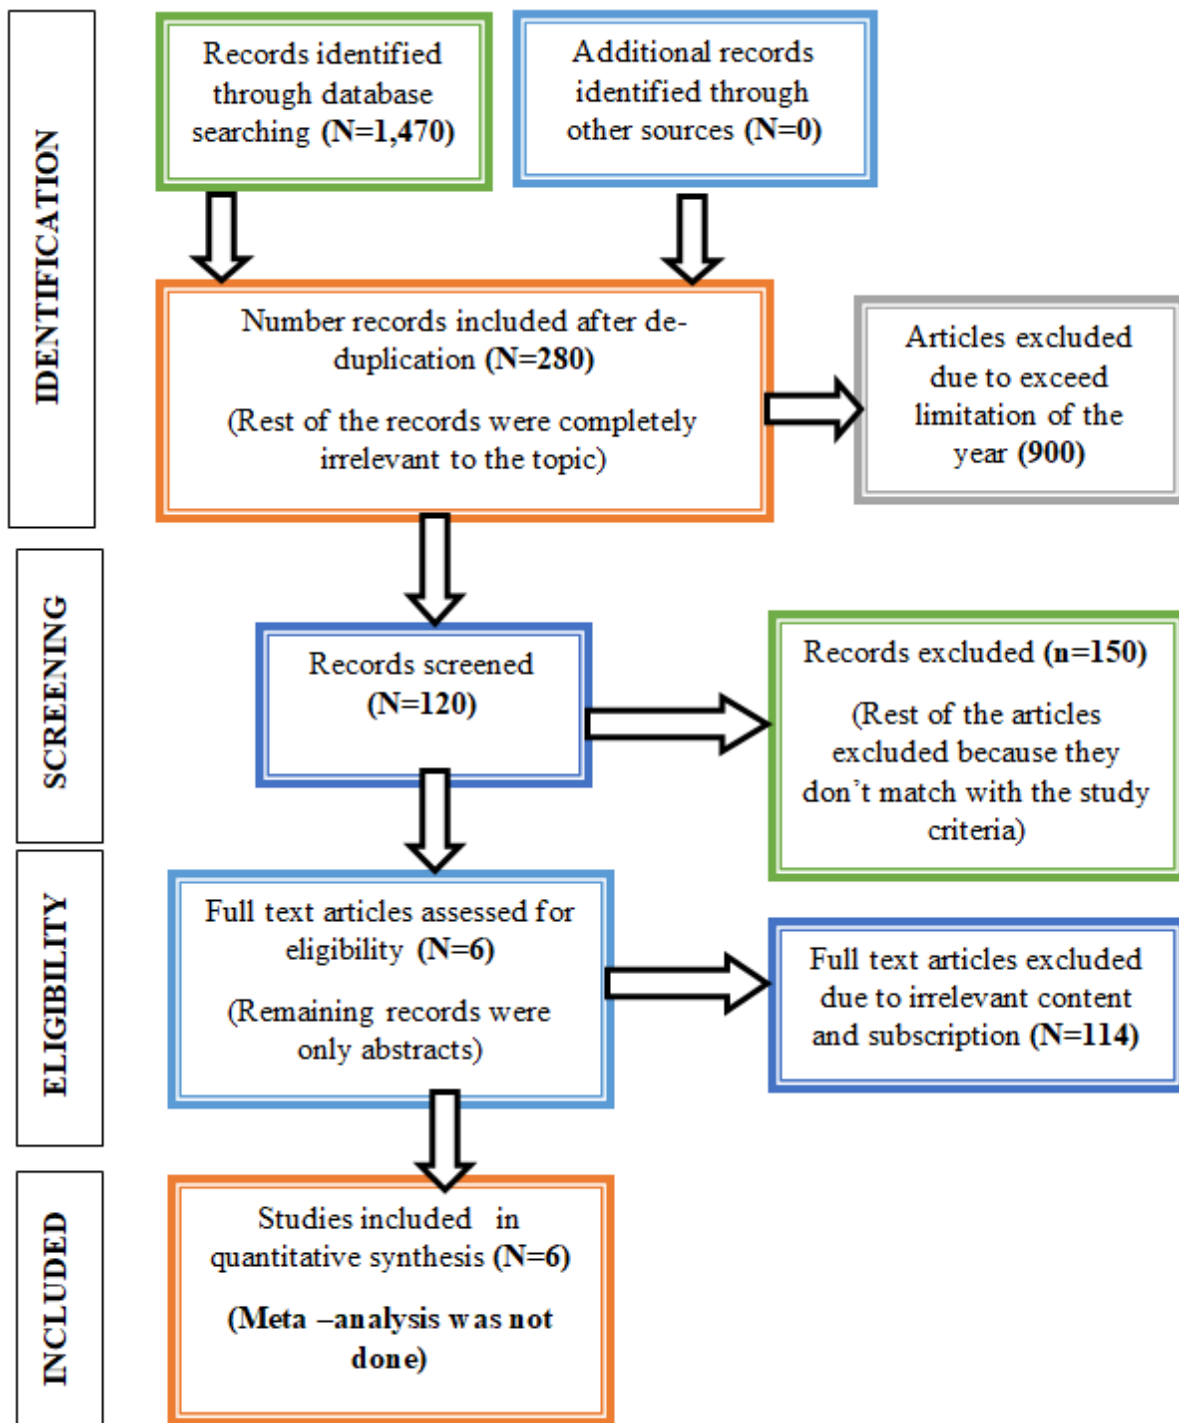 IDENTIFICATION
Records identified
through database
searching (N=1,470)
Additional records
identified through
other sources (N=0)
Number records included after de-
duplication (N=280)
(Rest of the records were completely
irrelevant to the topic)
Articles excluded
due to exceed
limitation of the
year (900)
SCREENING
Records screened
(N=120)
Records excluded (n=150)
(Rest of the articles
excluded because they
don’t match with the study
criteria)
ELIGIBILITY
Full text articles assessed for
eligibility (N=6)
(Remaining records were
only abstracts)
Full text articles excluded
due to irrelevant content
and subscription (N=114)
INCLUDED
Studies included in
quantitative synthesis (N=6)
(Meta –analysis was not
done)